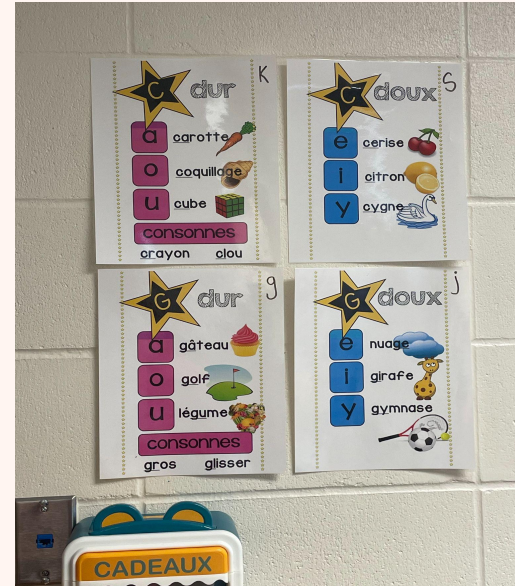 C dur K
a carotte
o coquillage
u cube
consonnes
crayon clou
C doux S
e cerise
i citron
y cygne
G dur g
a gâteau
o golf
u légume
consonnes
gros glisser
G doux j
e nuage
i girafe
y gymnase
CADEAUX